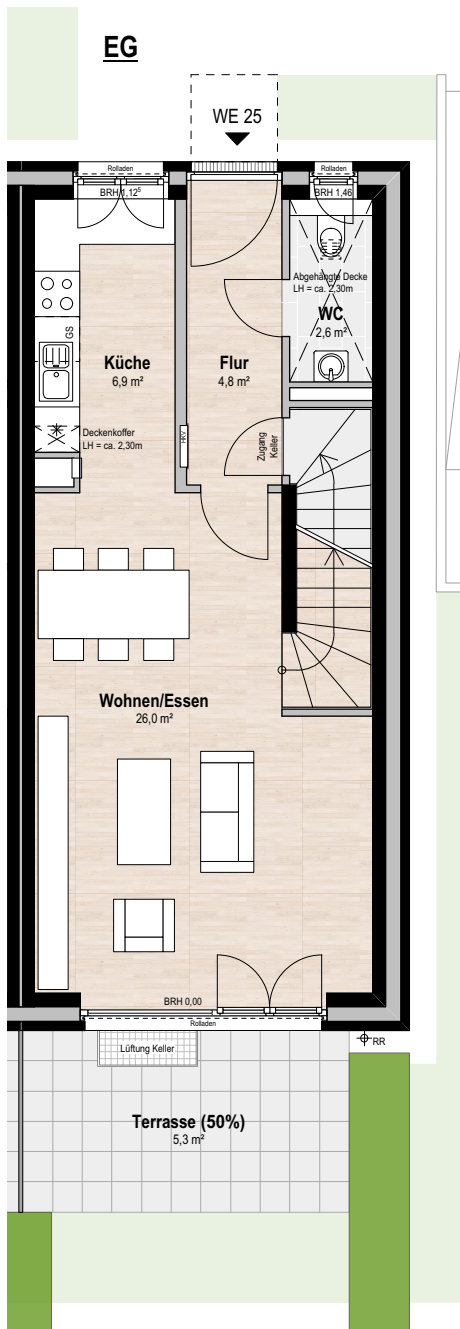 EG
WE 25
Rolladen
Rolladen
BRH 1,12⁵
BRH 1,46
Abgehängte Decke
LH = ca. 2,30m
WC
2,6 m²
GS
Küche
6,9 m²
Flur
4,8 m²
Deckenkoffer
LH = ca. 2,30m
HKV
Zugang
Keller
Wohnen/Essen
26,0 m²
BRH 0,00
Rolladen
Lüftung Keller
RR
Terrasse (50%)
5,3 m²